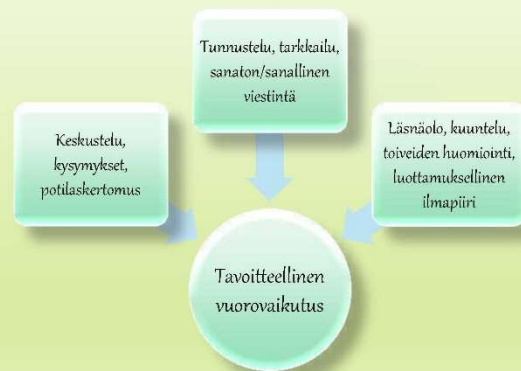 Tunnustelu, tarkkailu,
sanaton/sanallinen
viestintä
Keskustelu,
kysymykset,
potilaskertomus
Läsnäolo, kuuntelu,
toiveiden huomiointi,
luottamuksellinen
ilmapiiri
Tavoitteellinen
vuorovaikutus